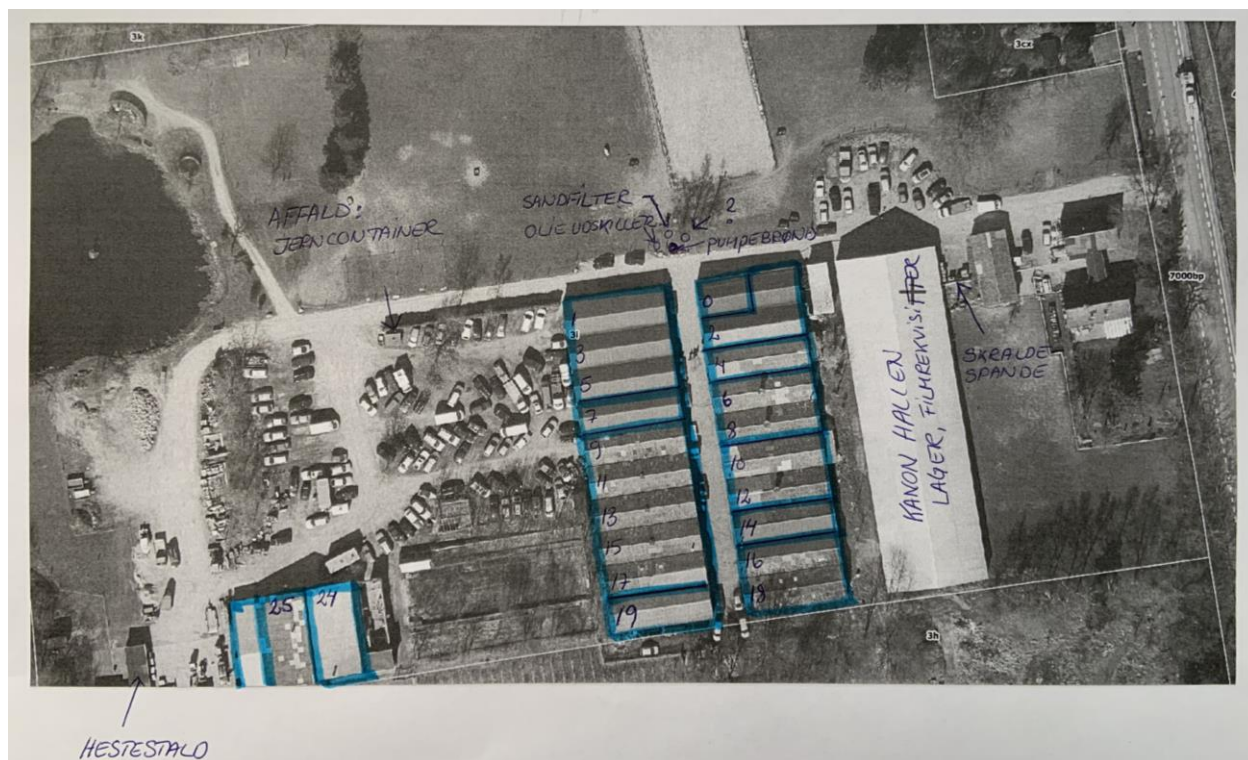 3k
3cx
AFFALD:
JERNCONTAINER
SANDFILTER
OLIEUDSKILLER
2
PUMPEBRØND
7000bp
3i
1
3
5
7
9
11
13
15
17
19
0
2
4
6
8
10
12
14
16
18
KANON HALLEN
LAGER, FILMREKVISITTER
SKRALDE
SPANDE
25
24
1
3h
HESTESTALD